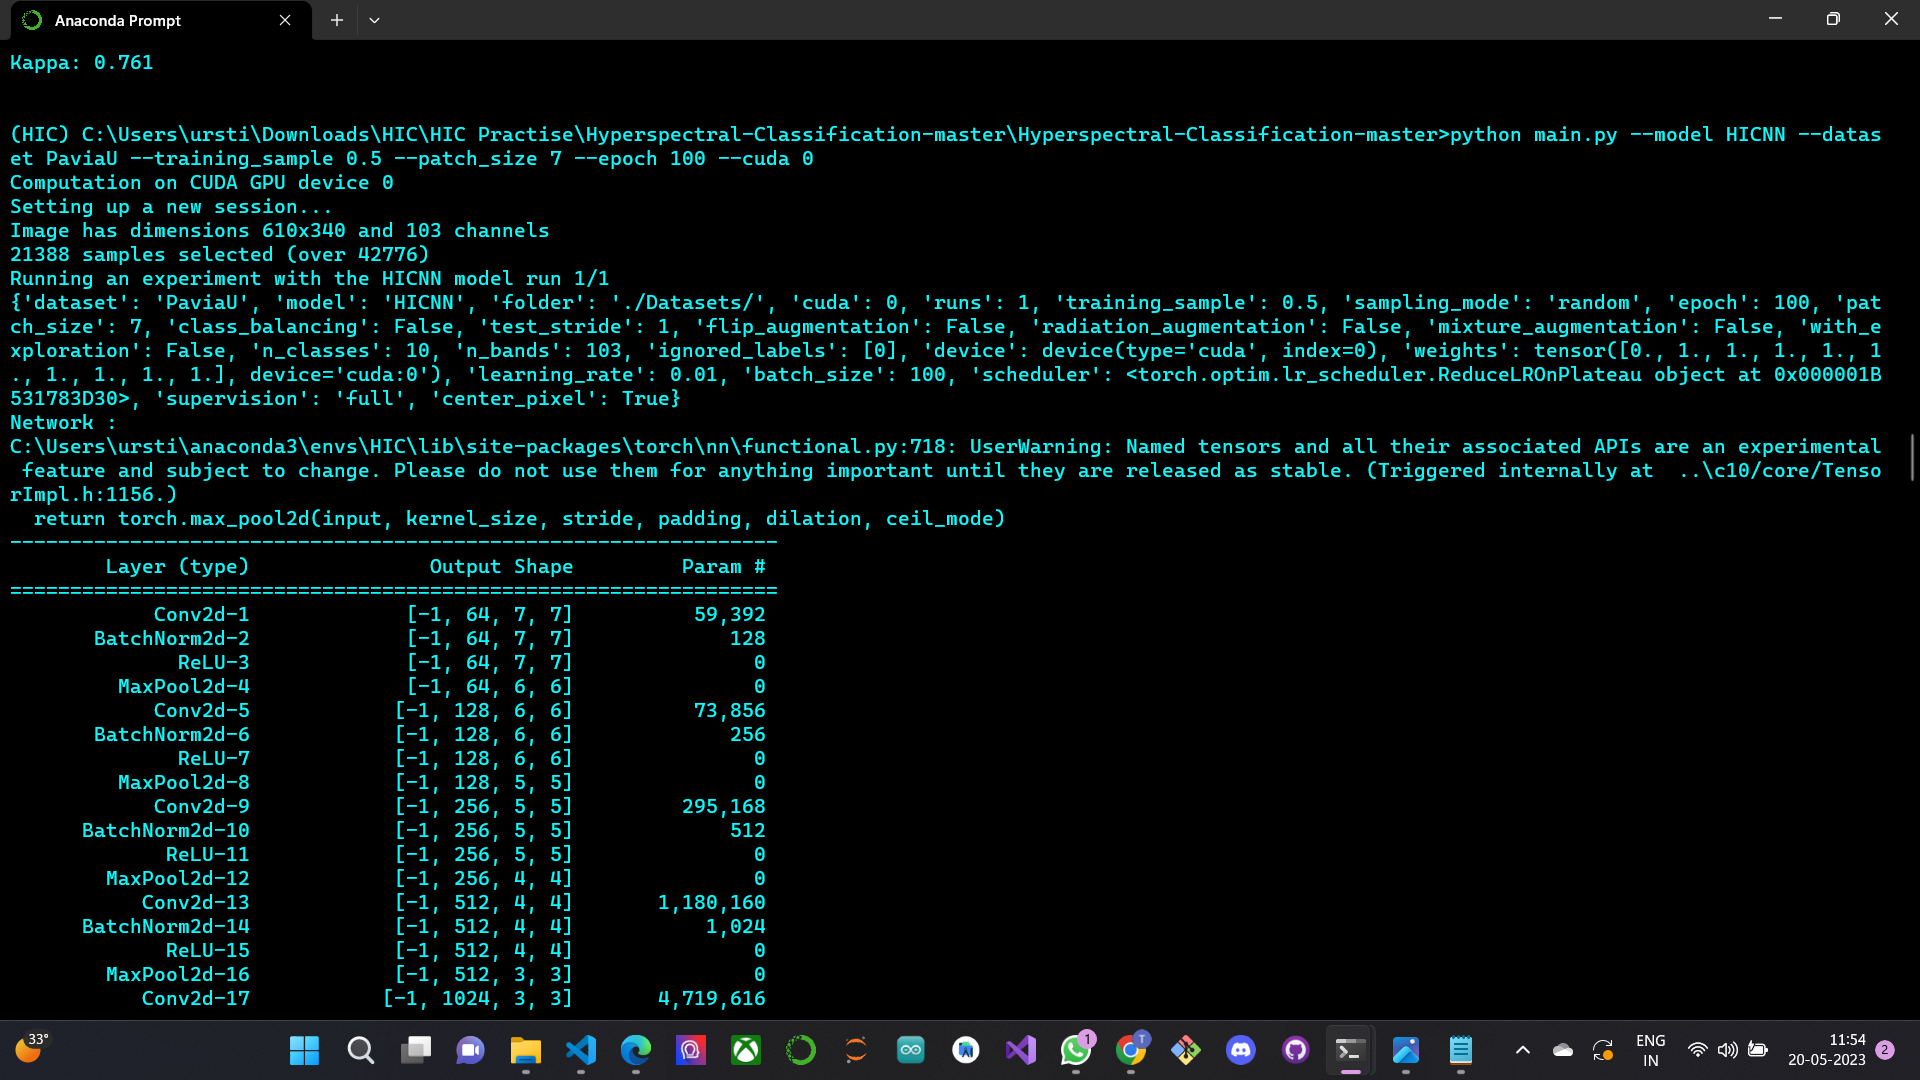 Anaconda Prompt
Kappa: 0.761
(HIC) C:\Users\ursti\Downloads\HIC\HIC Practise\Hyperspectral-Classification-master\Hyperspectral-Classification-master>python main.py --model HICNN --datas
et PaviaU --training_sample 0.5 --patch_size 7 --epoch 100 --cuda 0
Computation on CUDA GPU device 0
Setting up a new session...
Image has dimensions 610x340 and 103 channels
21388 samples selected (over 42776)
Running an experiment with the HICNN model run 1/1
{'dataset': 'PaviaU', 'model': 'HICNN', 'folder': './Datasets/', 'cuda': 0, 'runs': 1, 'training_sample': 0.5, 'sampling_mode': 'random', 'epoch': 100, 'pat
ch_size': 7, 'class_balancing': False, 'test_stride': 1, 'flip_augmentation': False, 'radiation_augmentation': False, 'mixture_augmentation': False, 'with_e
xploration': False, 'n_classes': 10, 'n_bands': 103, 'ignored_labels': [0], 'device': device(type='cuda', index=0), 'weights': tensor([0., 1., 1., 1., 1., 1
., 1., 1., 1., 1.], device='cuda:0'), 'learning_rate': 0.01, 'batch_size': 100, 'scheduler': <torch.optim.lr_scheduler.ReduceLROnPlateau object at 0x000001B
531783D30>, 'supervision': 'full', 'center_pixel': True}
Network :
C:\Users\ursti\anaconda3\envs\HIC\lib\site-packages\torch\nn\functional.py:718: UserWarning: Named tensors and all their associated APIs are an experimental
 feature and subject to change. Please do not use them for anything important until they are released as stable. (Triggered internally at  ..\c10/core/Tenso
rImpl.h:1156.)
  return torch.max_pool2d(input, kernel_size, stride, padding, dilation, ceil_mode)
----------------------------------------------------------------
        Layer (type)               Output Shape         Param #
================================================================
            Conv2d-1             [-1, 64, 7, 7]          59,392
       BatchNorm2d-2             [-1, 64, 7, 7]             128
              ReLU-3             [-1, 64, 7, 7]               0
         MaxPool2d-4             [-1, 64, 6, 6]               0
            Conv2d-5            [-1, 128, 6, 6]          73,856
       BatchNorm2d-6            [-1, 128, 6, 6]             256
              ReLU-7            [-1, 128, 6, 6]               0
         MaxPool2d-8            [-1, 128, 5, 5]               0
            Conv2d-9            [-1, 256, 5, 5]         295,168
      BatchNorm2d-10            [-1, 256, 5, 5]             512
             ReLU-11            [-1, 256, 5, 5]               0
        MaxPool2d-12            [-1, 256, 4, 4]               0
           Conv2d-13            [-1, 512, 4, 4]       1,180,160
      BatchNorm2d-14            [-1, 512, 4, 4]           1,024
             ReLU-15            [-1, 512, 4, 4]               0
        MaxPool2d-16            [-1, 512, 3, 3]               0
           Conv2d-17           [-1, 1024, 3, 3]       4,719,616
33°
1
T
ENG
IN
11:54
20-05-2023
2